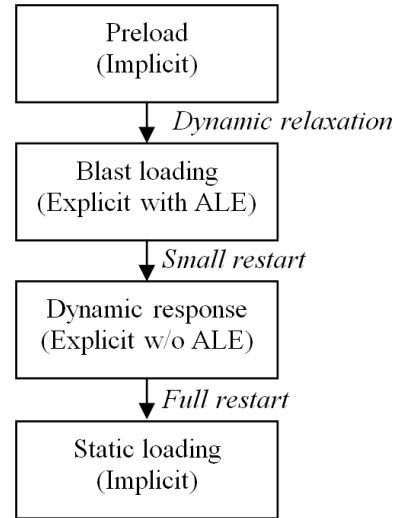 Preload
(Implicit)
Dynamic relaxation
Blast loading
(Explicit with ALE)
Small restart
Dynamic response
(Explicit w/o ALE)
Full restart
Static loading
(Implicit)